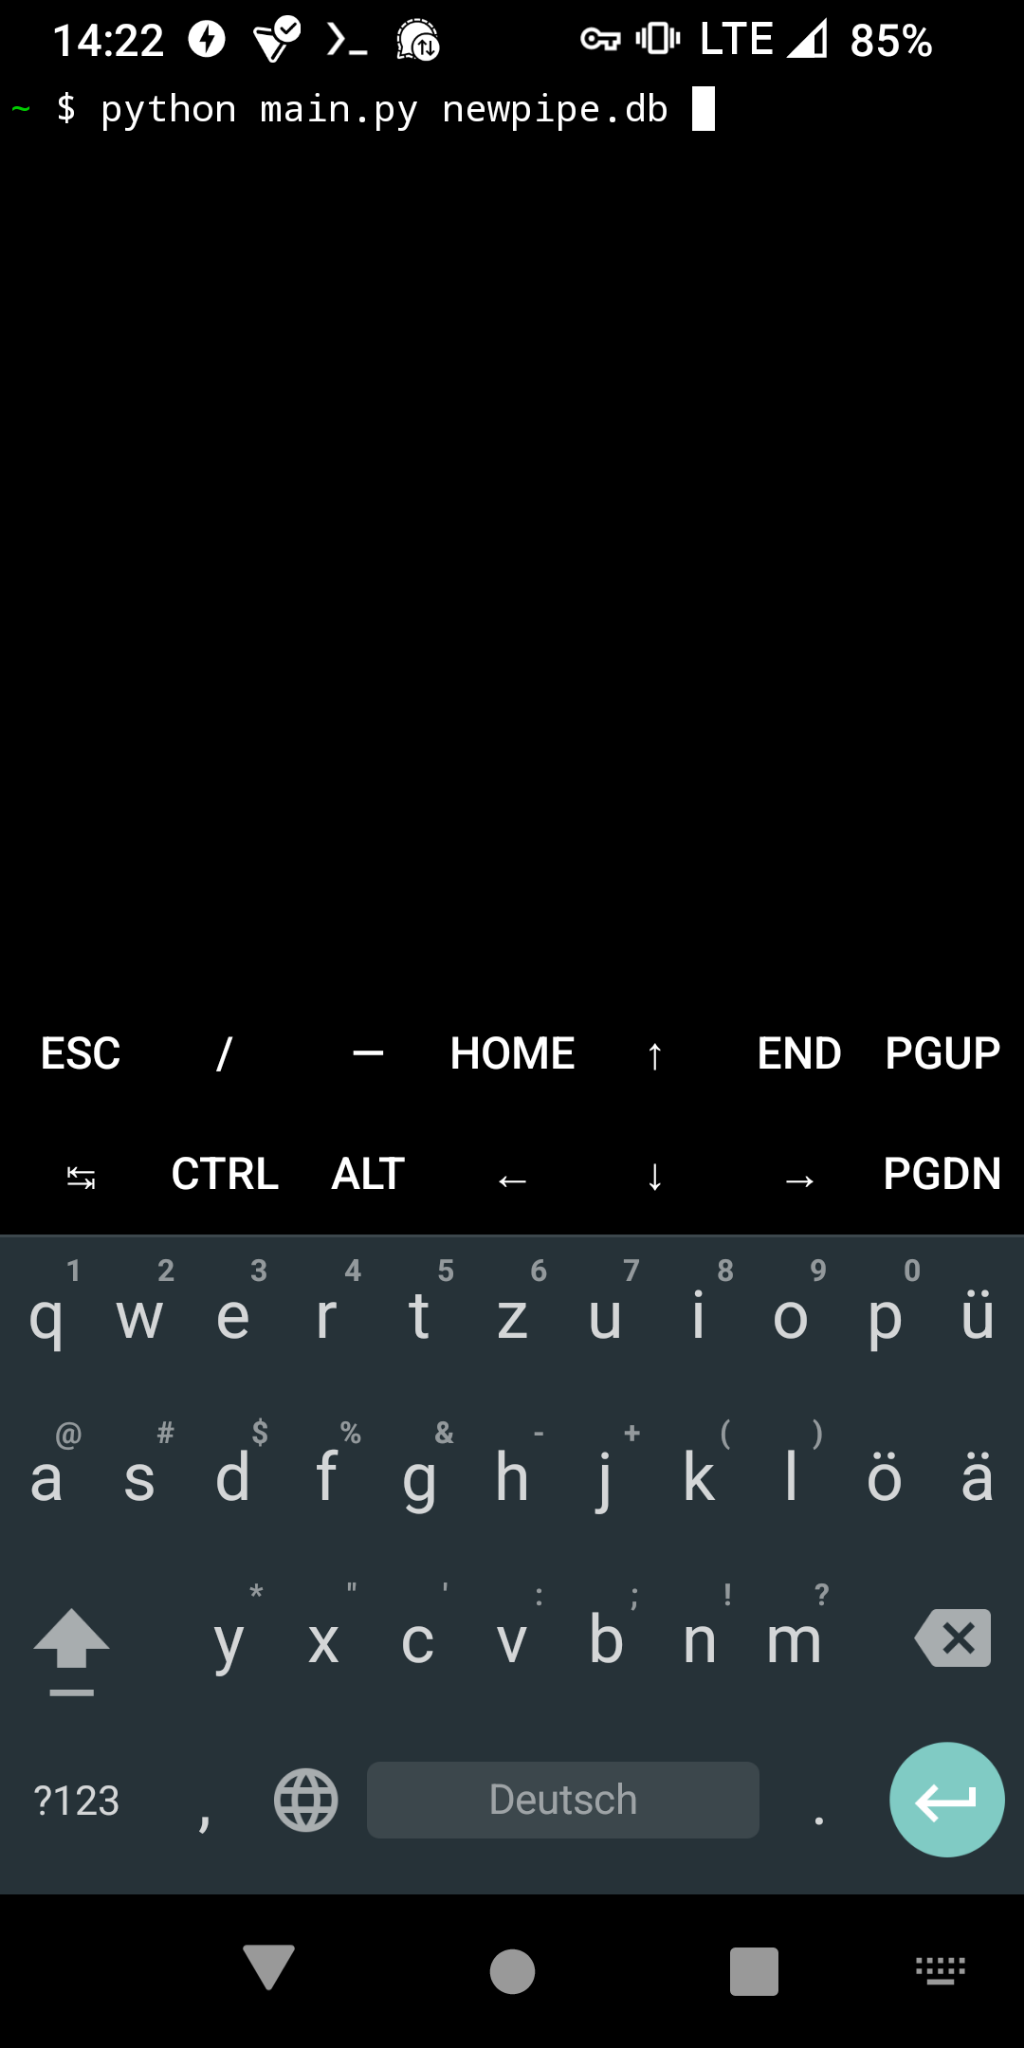 14:22 LTE 85%
~ $ python main.py newpipe.db
ESC / — HOME ↑ END PGUP
↹ CTRL ALT ← ↓ → PGDN
1 2 3 4 5 6 7 8 9 0
q w e r t z u i o p ü
@ # $ % & - + ( )
a s d f g h j k l ö ä
* " ' : ; ! ?
y x c v b n m
?123 , Deutsch .